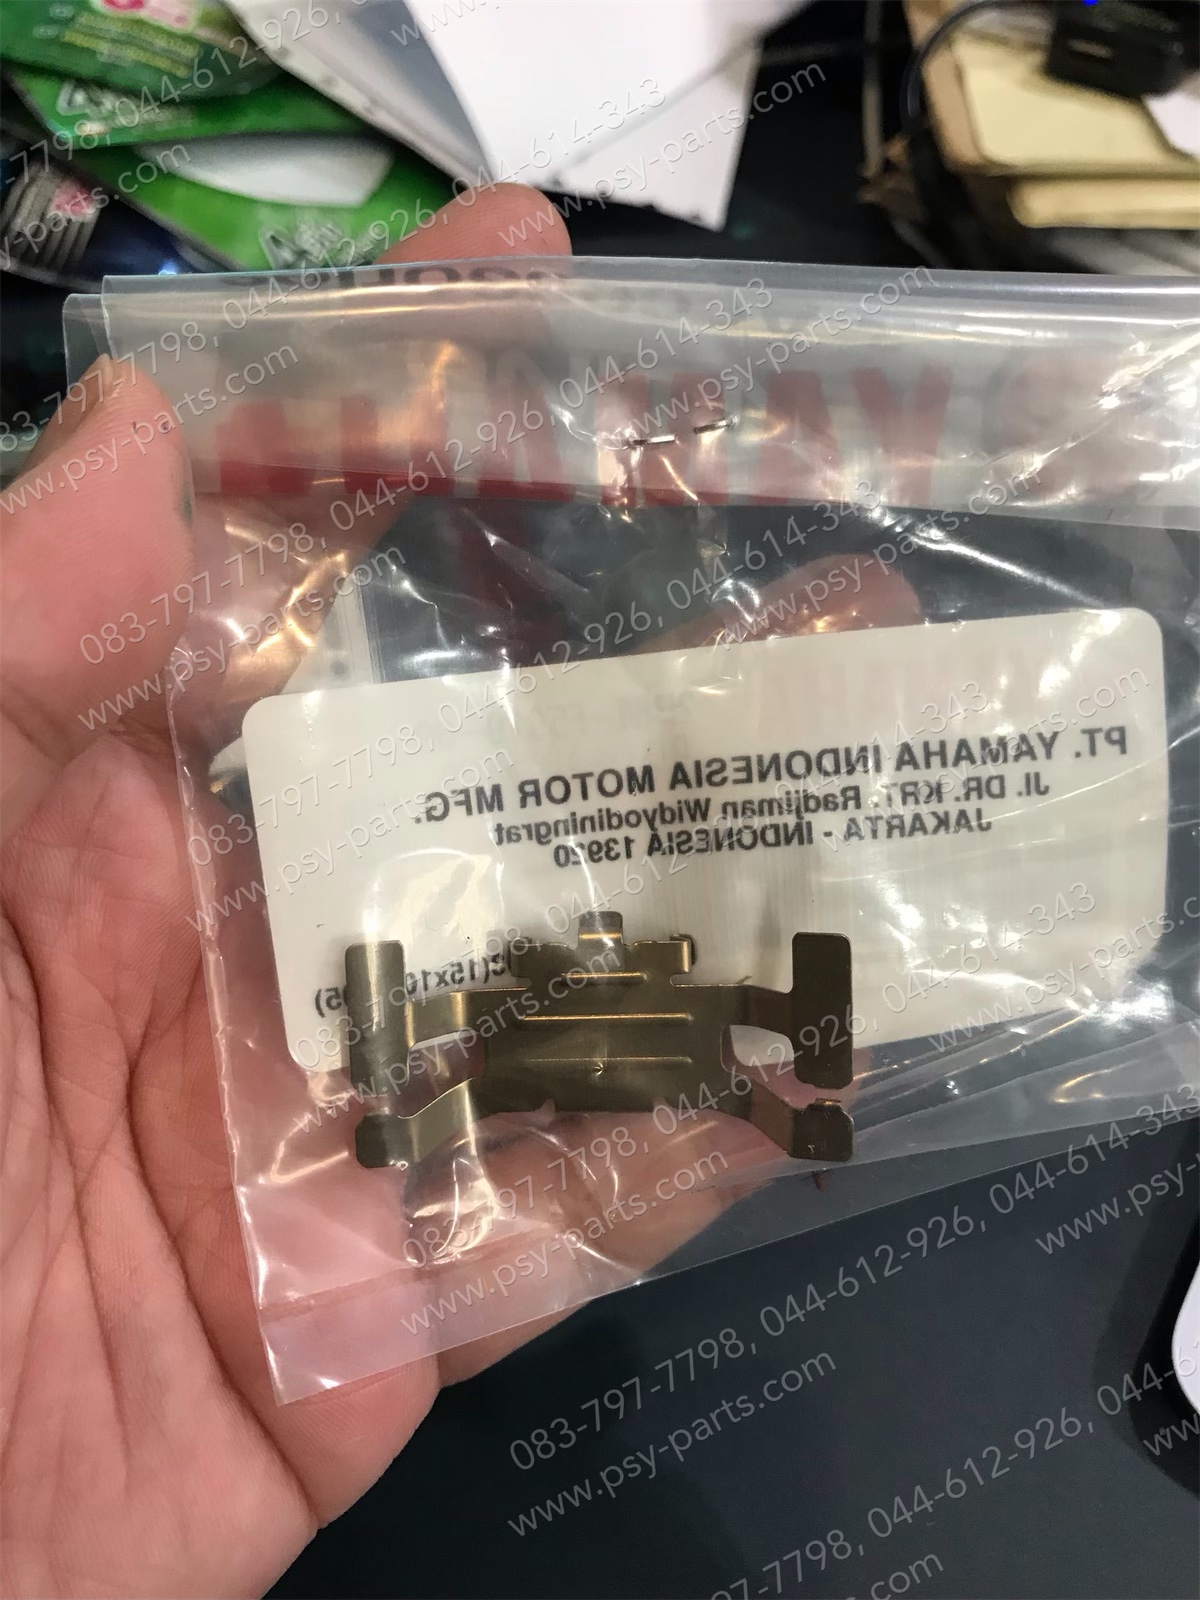 YAMAHA
PT. YAMAHA INDONESIA MOTOR MFG.
Jl. DR. KRT. Radjiman Widyodiningrat
JAKARTA - INDONESIA 13920
083-797-7798, 044-612-926, 044-614-343
www.psy-parts.com